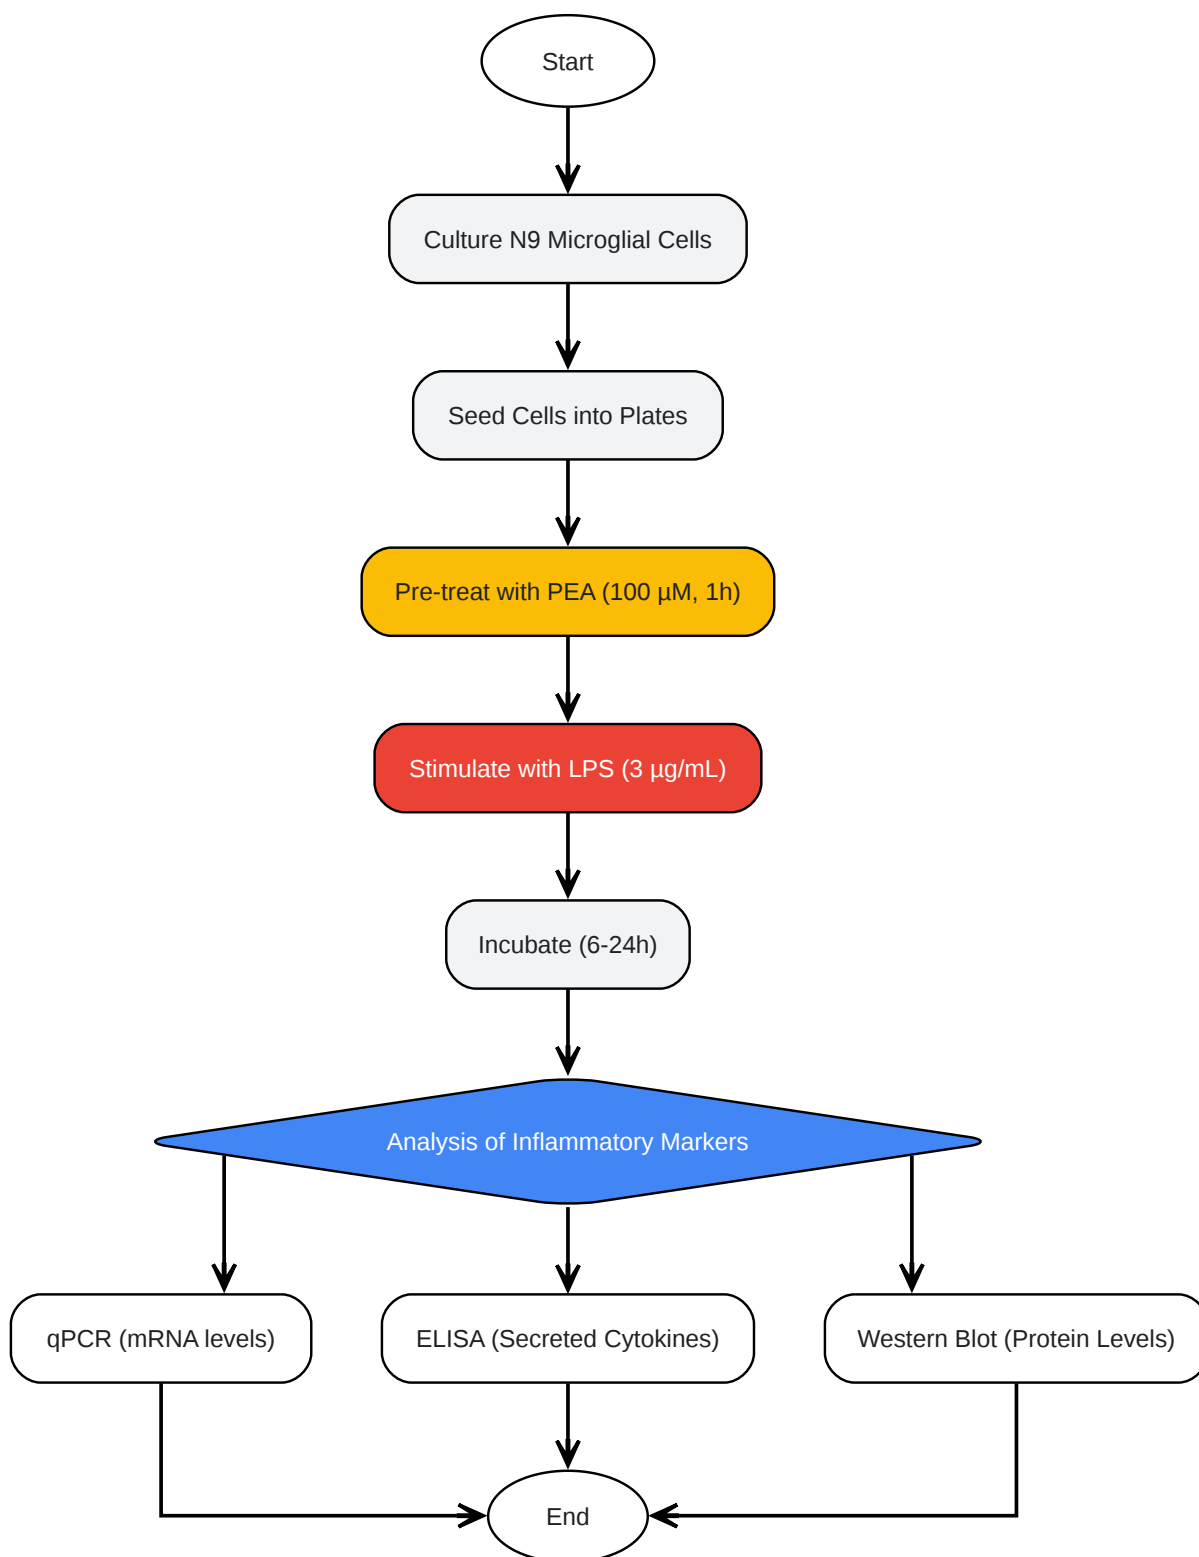 Start
Culture N9 Microglial Cells
Seed Cells into Plates
Pre-treat with PEA (100 µM, 1h)
Stimulate with LPS (3 µg/mL)
Incubate (6-24h)
Analysis of Inflammatory Markers
qPCR (mRNA levels)
ELISA (Secreted Cytokines)
Western Blot (Protein Levels)
End